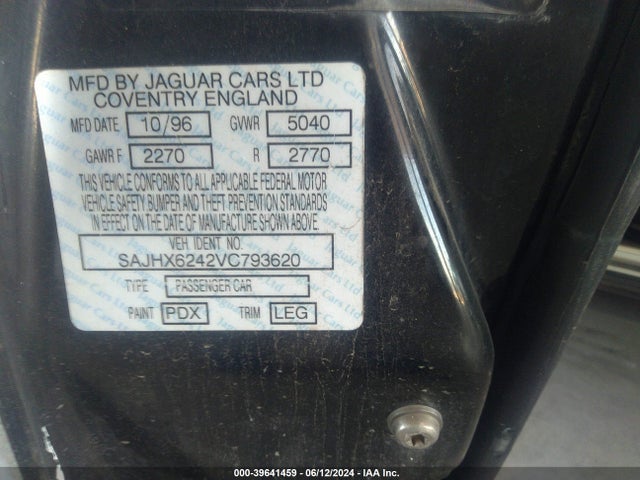 MFD BY JAGUAR CARS LTD
COVENTRY ENGLAND
MFD DATE 10/96 GVWR 5040
GAWR F 2270 R 2770
THIS VEHICLE CONFORMS TO ALL APPLICABLE FEDERAL MOTOR
VEHICLE SAFETY BUMPER AND THEFT PREVENTION STANDARDS
IN EFFECT ON THE DATE OF MANUFACTURE SHOWN ABOVE.
VEH. IDENT NO.
SAJHX6242VC793620
TYPE PASSENGER CAR
PAINT PDX TRIM LEG
000-39641459 - 06/12/2024 - IAA Inc.